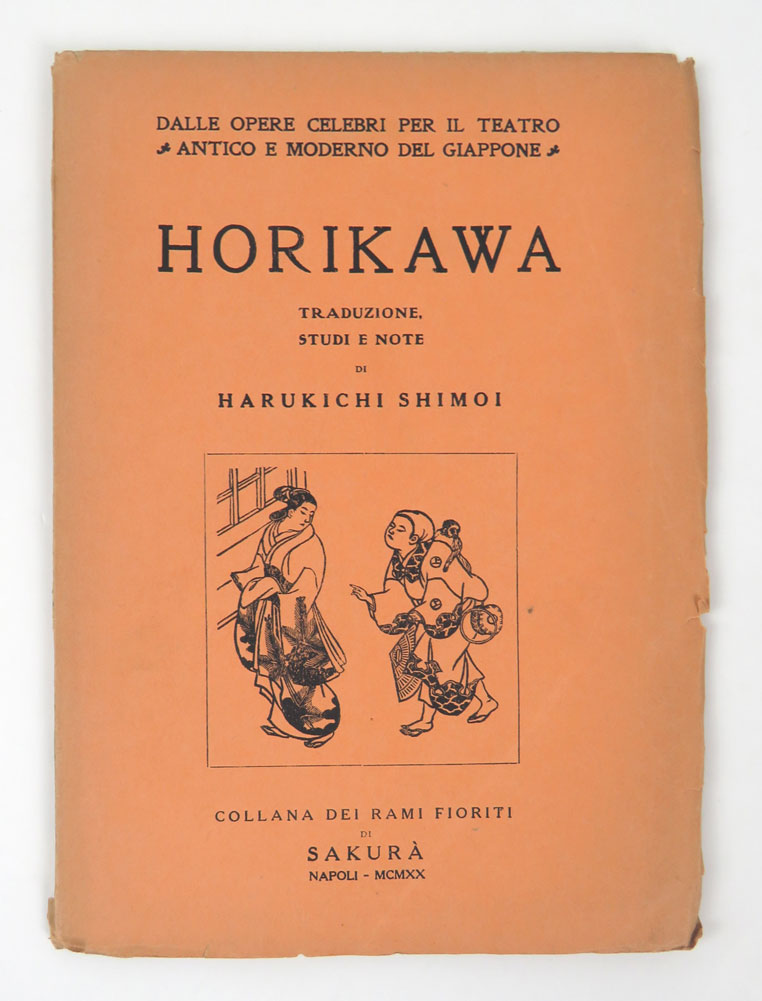 DALLE OPERE CELEBRI PER IL TEATRO
ANTICO E MODERNO DEL GIAPPONE
HORIKAWA
TRADUZIONE,
STUDI E NOTE
DI
HARUKICHI SHIMOI
COLLANA DEI RAMI FIORITI
DI
SAKURÀ
NAPOLI - MCMXX